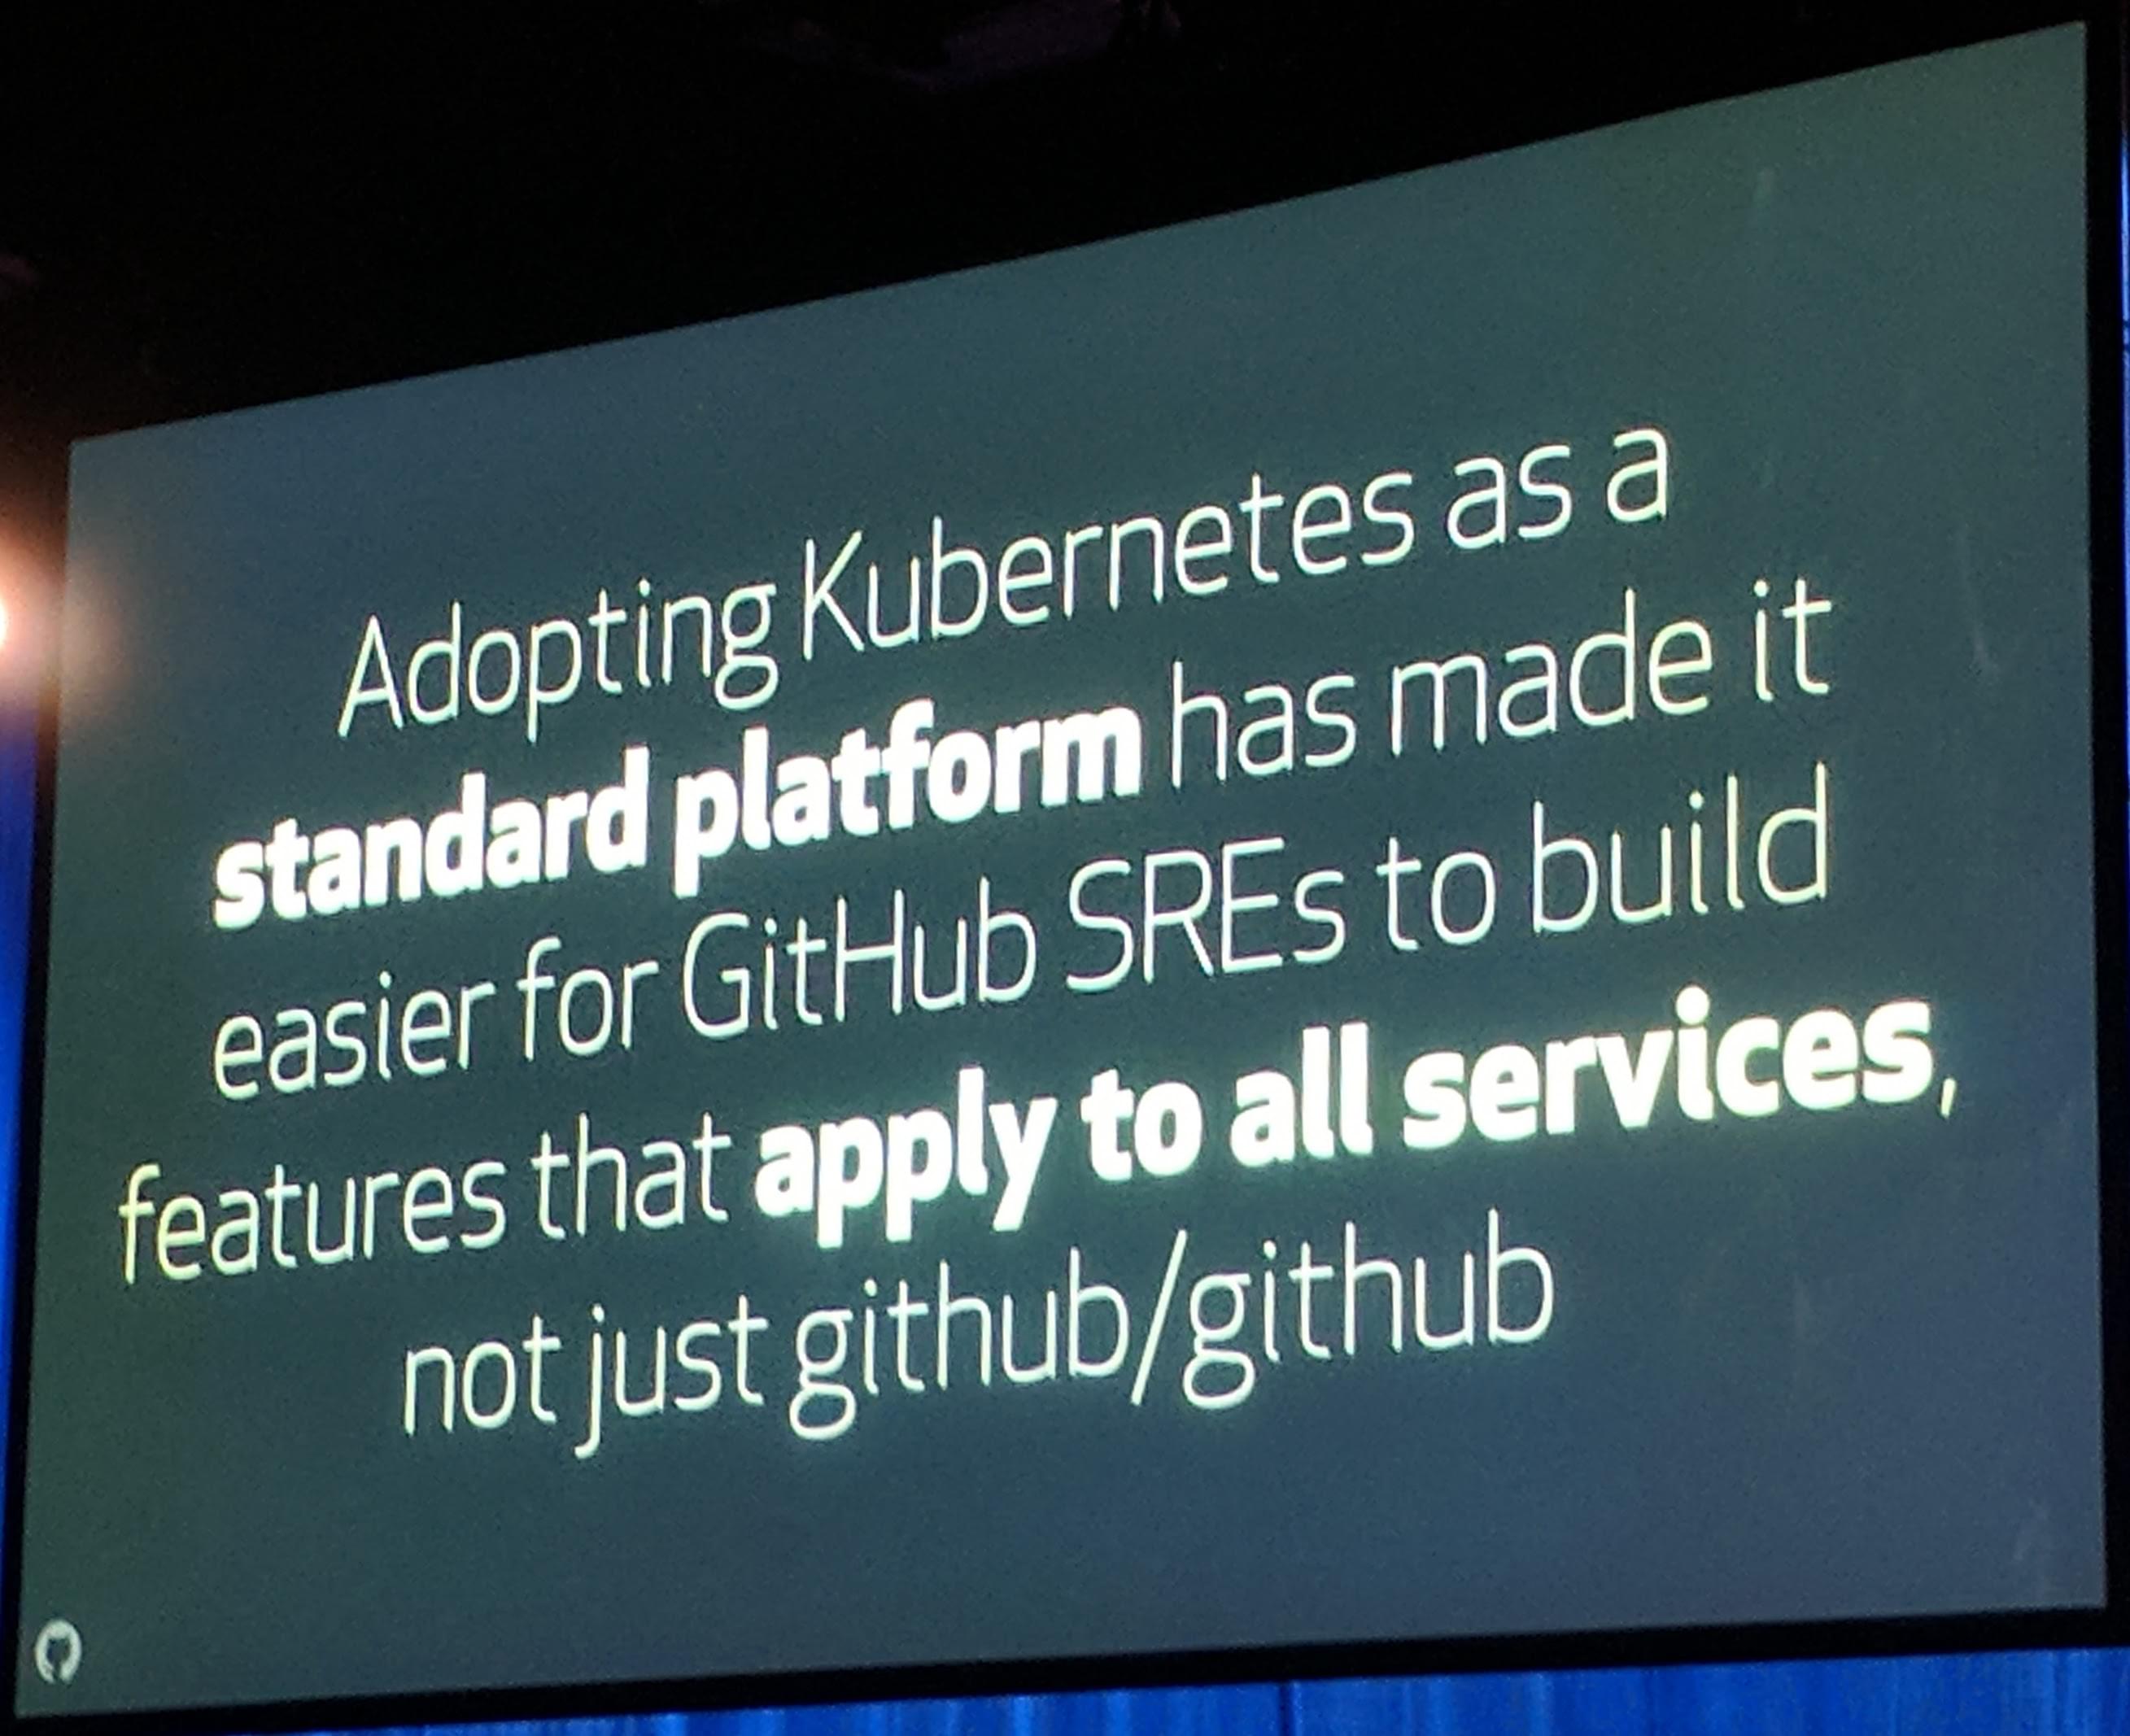 Adopting Kubernetes as a
standard platform has made it
easier for GitHub SREs to build
features that apply to all services,
not just github/github